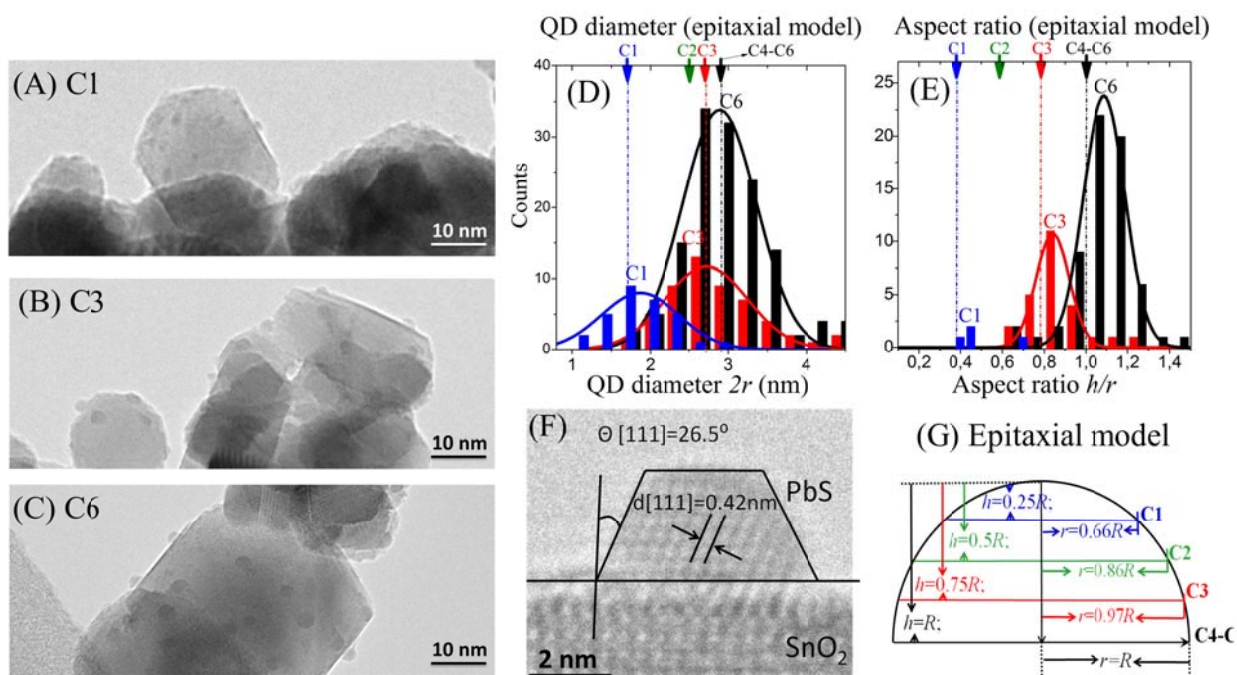 (A) C1
10 nm
(B) C3
10 nm
(C) C6
10 nm
QD diameter (epitaxial model)
C1
C2
C3
C4-C6
(D)
C6
C3
C1
40
30
20
10
0
Counts
1
2
3
4
QD diameter 2r (nm)
Aspect ratio (epitaxial model)
C1
C2
C3
C4-C6
(E)
C6
C3
C1
25
20
15
10
5
0
0,2 0,4 0,6 0,8 1,0 1,2 1,4
Aspect ratio h/r
(F)
Θ [111]=26.5°
d[111]=0.42nm
PbS
SnO2
2 nm
(G) Epitaxial model
h=0.25R;
C1
r=0.66R
h=0.5R;
C2
r=0.86R
h=0.75R;
C3
r=0.97R
h=R;
C4-C
r=R